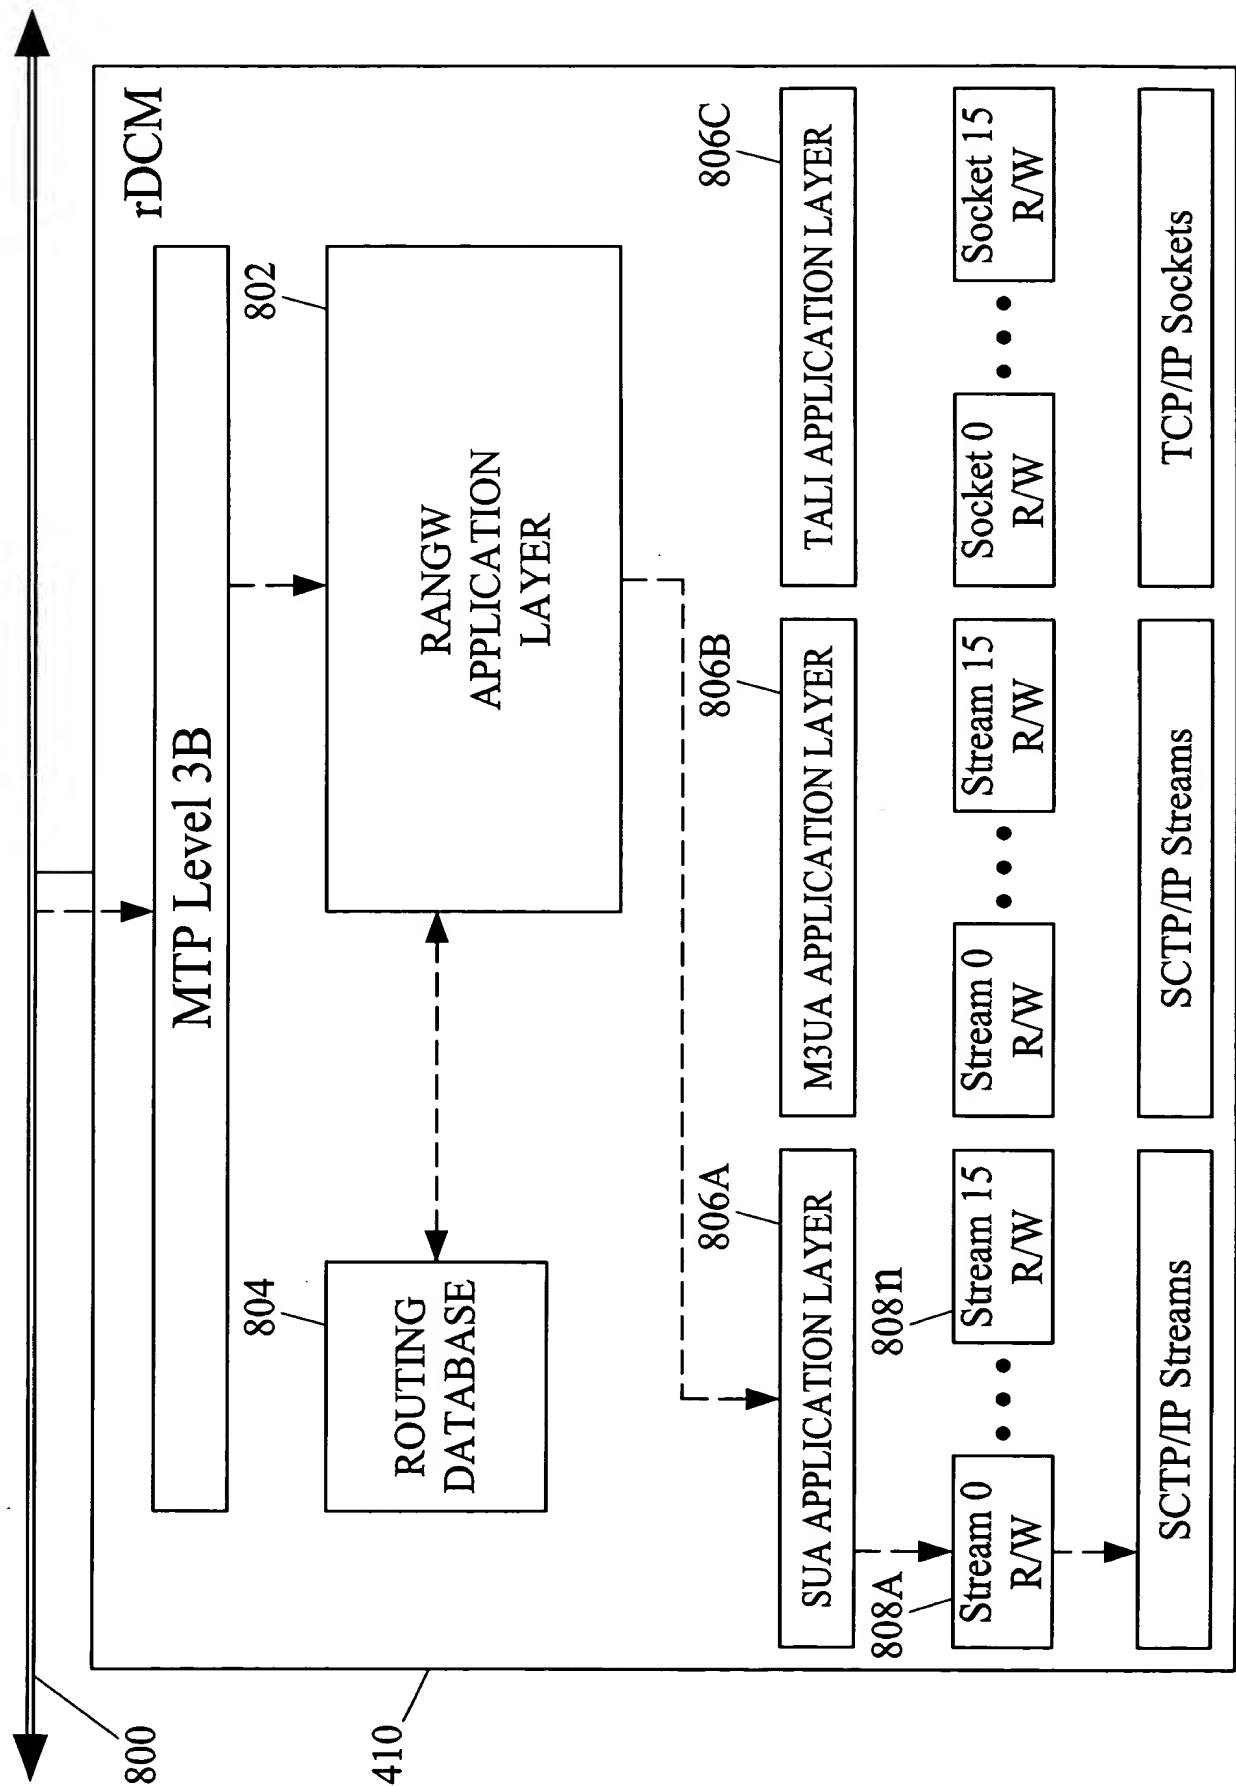 rDCM
MTP Level 3B
802
RANGW
APPLICATION
LAYER
804
ROUTING
DATABASE
806A
SUA APPLICATION LAYER
806B
M3UA APPLICATION LAYER
806C
TALI APPLICATION LAYER
808A
Stream 0
R/W
808n
Stream 15
R/W
Stream 0
R/W
Stream 15
R/W
Socket 0
R/W
Socket 15
R/W
SCTP/IP Streams
SCTP/IP Streams
TCP/IP Sockets
800
410